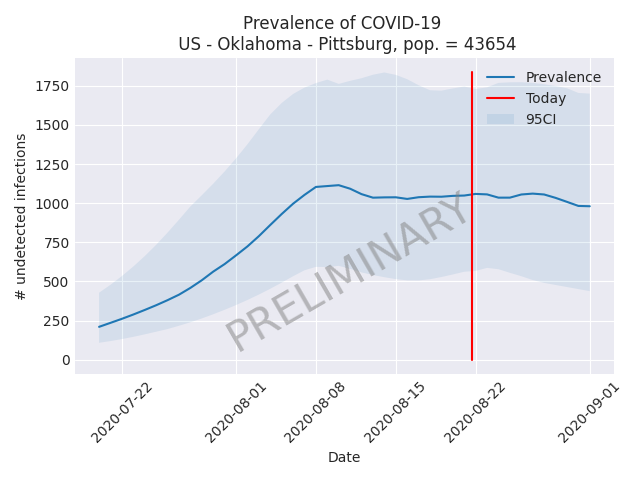 Prevalence of COVID-19
US - Oklahoma - Pittsburg, pop. = 43654
# undetected infections
1750
1500
1250
1000
750
500
250
0
Prevalence
Today
95CI
PRELIMINARY
2020-07-22
2020-08-01
2020-08-08
2020-08-15
2020-08-22
2020-09-01
Date